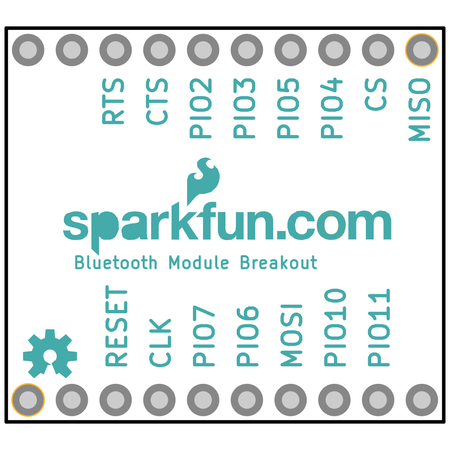 RTS
CTS
PIO2
PIO3
PIO5
PIO4
CS
MISO
sparkfun.com
Bluetooth Module Breakout
RESET
CLK
PIO7
PIO6
MOSI
PIO10
PIO11